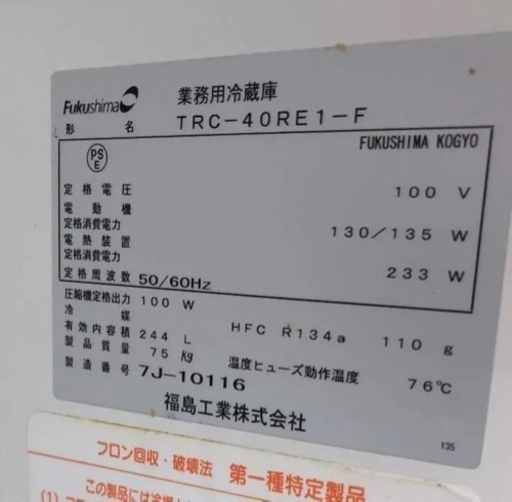 Fukushima 業務用冷蔵庫
形名 TRC-40RE1-F
FUKUSHIMA KOGYO
PS
E
定格電圧 100 V
電動機
定格消費電力 130/135 W
電熱装置
定格消費電力 233 W
定格周波数 50/60Hz
圧縮機定格出力 100 W
冷媒 HFC R134a 110 g
有効内容積 244 L
製品質量 75 Kg 温度ヒューズ動作温度 76℃
製造番号 7J-10116
福島工業株式会社
135
フロン回収・破壊法 第一種特定製品
この製品には冷媒
(1) フロ